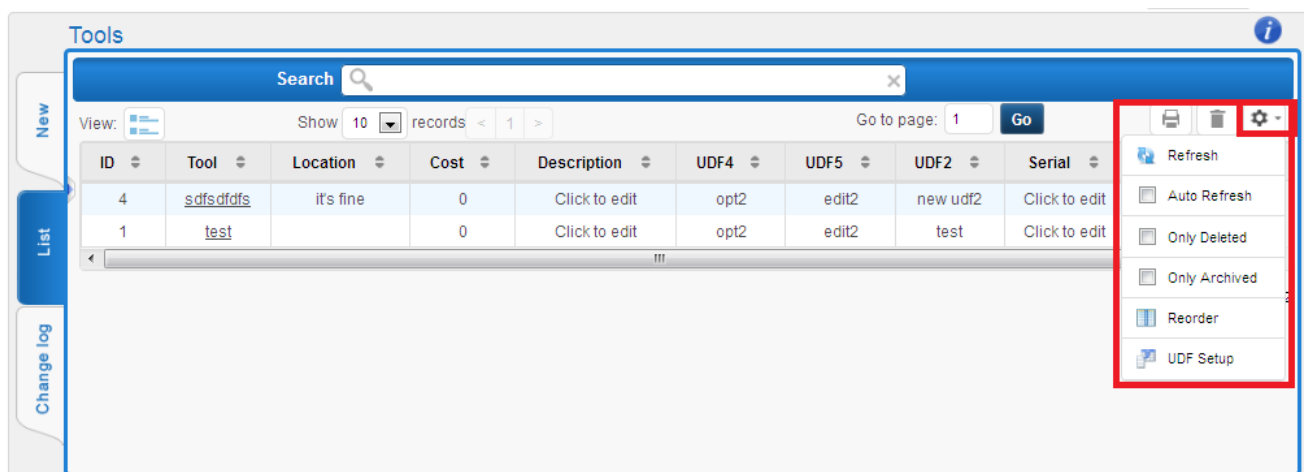 Tools
i
Search
New
View:
Show 10 records < 1 >
Go to page: 1 Go
ID Tool Location Cost Description UDF4 UDF5 UDF2 Serial
4 sdfsdfdfs it's fine 0 Click to edit opt2 edit2 new udf2 Click to edit
1 test 0 Click to edit opt2 edit2 test Click to edit
List
Change log
Refresh
Auto Refresh
Only Deleted
Only Archived
Reorder
UDF Setup